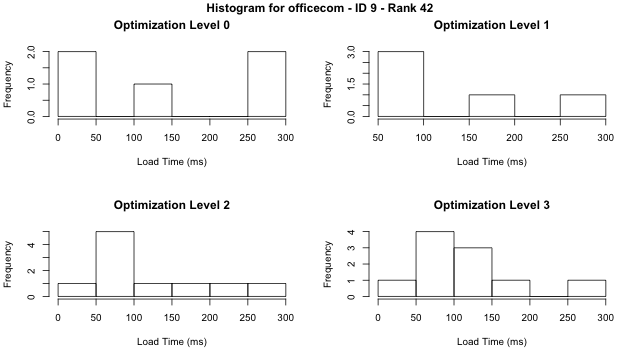 Histogram for officecom - ID 9 - Rank 42
Optimization Level 0
Frequency
0.0 1.0 2.0
0 50 100 150 200 250 300
Load Time (ms)
Optimization Level 1
Frequency
0.0 1.5 3.0
50 100 150 200 250 300
Load Time (ms)
Optimization Level 2
Frequency
0 2 4
0 50 100 150 200 250 300
Load Time (ms)
Optimization Level 3
Frequency
0 1 2 3 4
0 50 100 150 200 250 300
Load Time (ms)